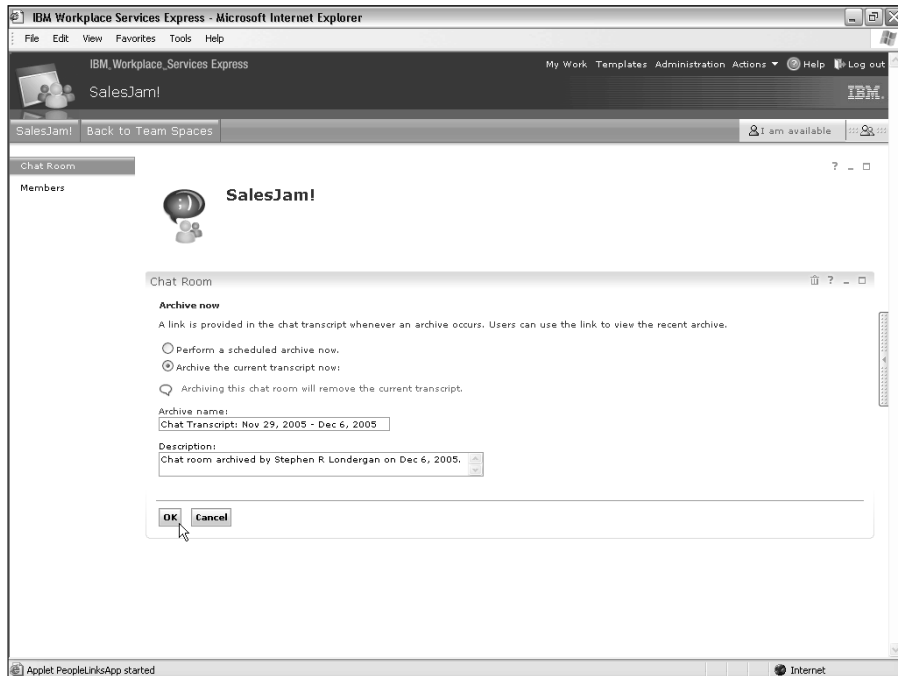 IBM Workplace Services Express - Microsoft Internet Explorer
File Edit View Favorites Tools Help
IBM_Workplace_Services Express
My Work Templates Administration Actions Help Log out
SalesJam!
IBM.
SalesJam! Back to Team Spaces
I am available
Chat Room
Members
SalesJam!
Chat Room
Archive now
A link is provided in the chat transcript whenever an archive occurs. Users can use the link to view the recent archive.
Perform a scheduled archive now.
Archive the current transcript now:
Archiving this chat room will remove the current transcript.
Archive name:
Chat Transcript: Nov 29, 2005 - Dec 6, 2005
Description:
Chat room archived by Stephen R Londergan on Dec 6, 2005.
OK Cancel
Applet PeopleLinksApp started
Internet